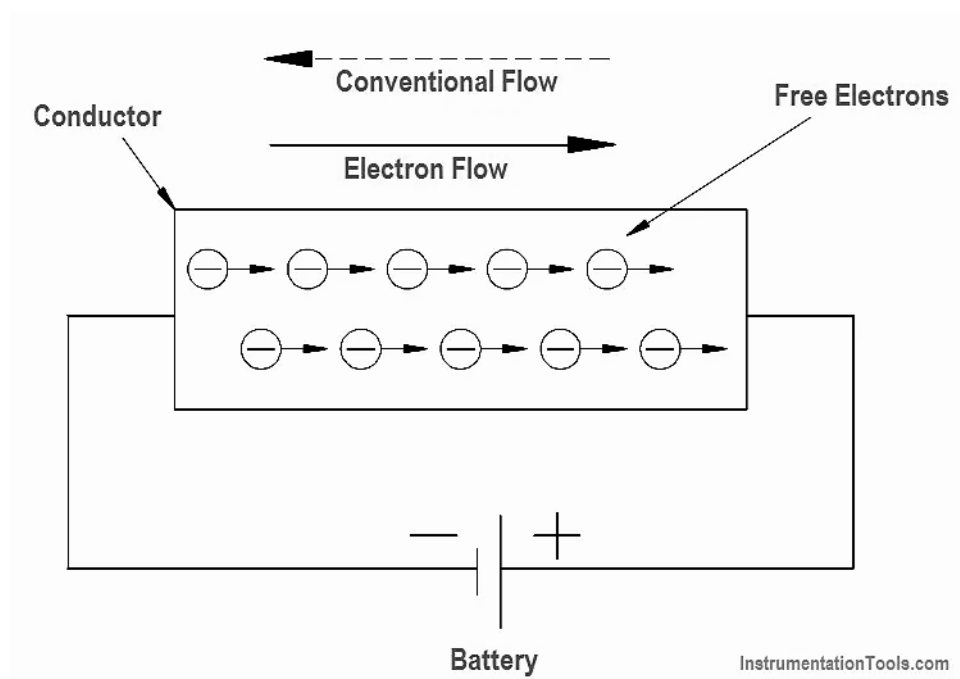 Conventional Flow
Free Electrons
Conductor
Electron Flow
− +
Battery
InstrumentationTools.com